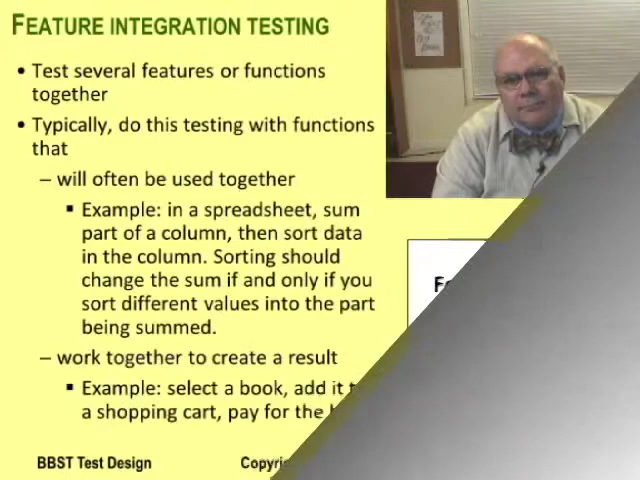 FEATURE INTEGRATION TESTING
• Test several features or functions
together
• Typically, do this testing with functions
that
– will often be used together
▪ Example: in a spreadsheet, sum
part of a column, then sort data
in the column. Sorting should
change the sum if and only if you
sort different values into the part
being summed.
– work together to create a result
▪ Example: select a book, add it
a shopping cart, pay for the
BBST Test Design